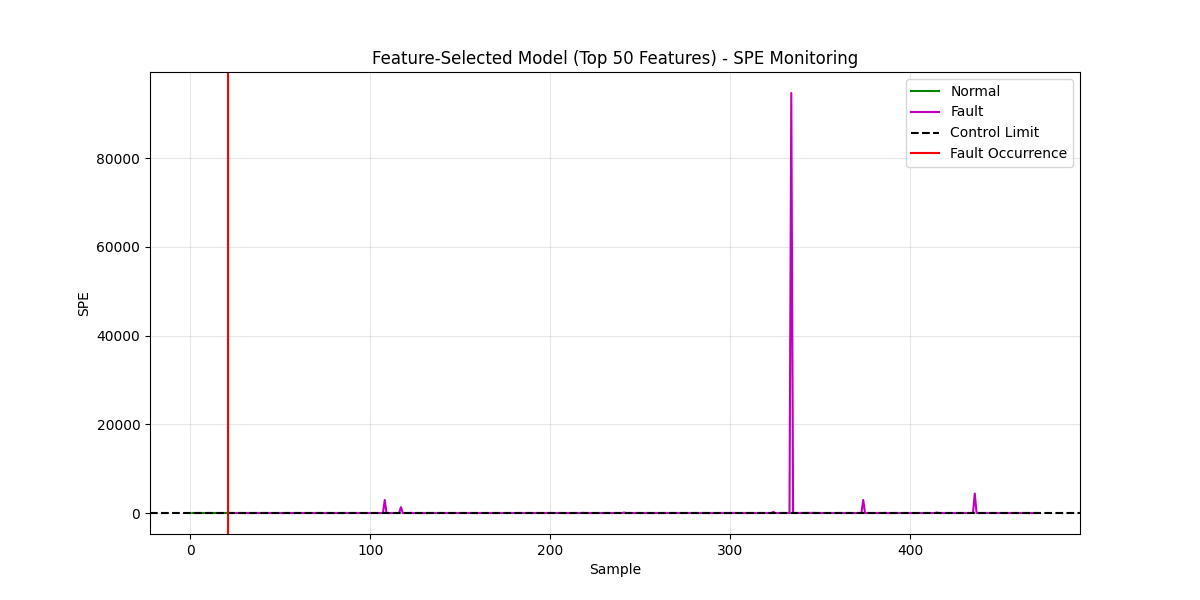 Feature-Selected Model (Top 50 Features) - SPE Monitoring
Normal
Fault
Control Limit
Fault Occurrence
80000
60000
40000
20000
0
SPE
0
100
200
300
400
Sample